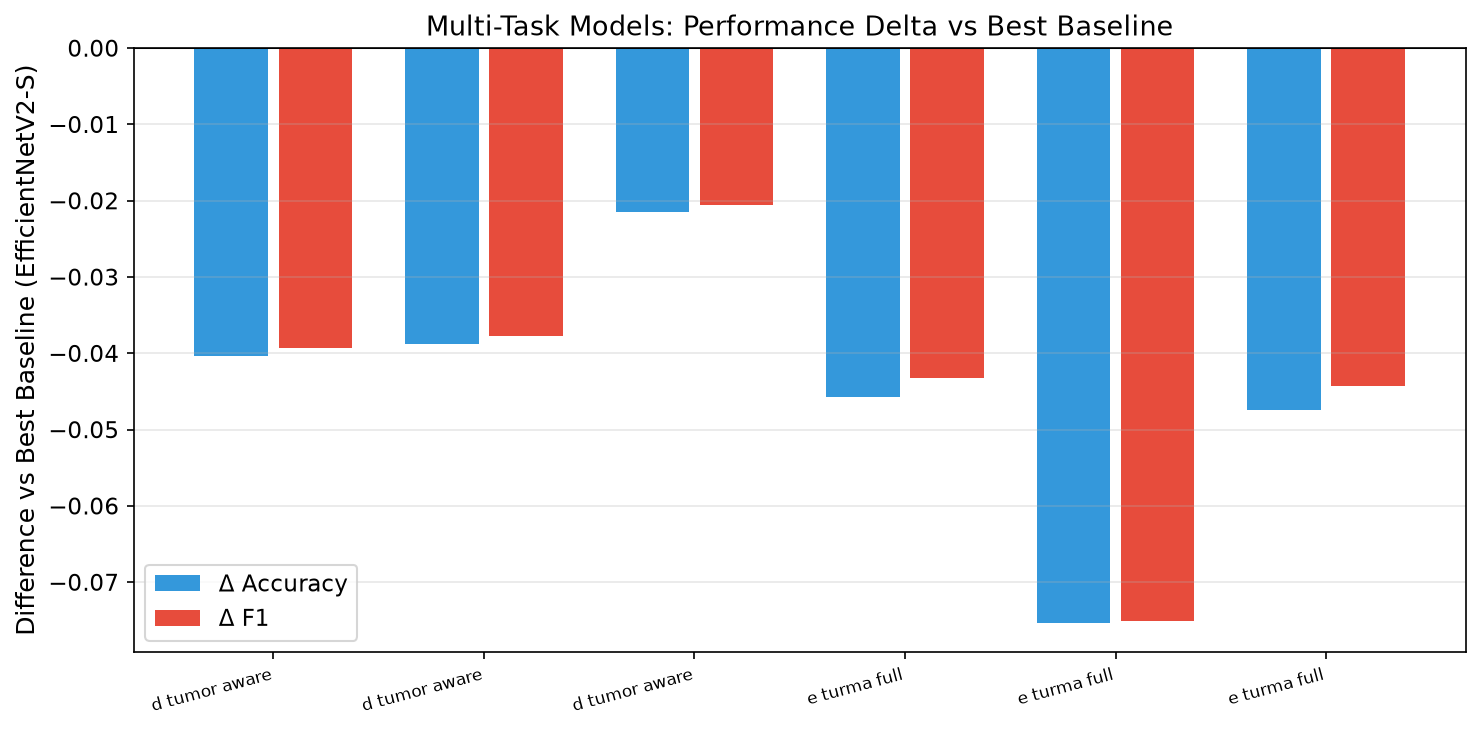 Multi-Task Models: Performance Delta vs Best Baseline
Difference vs Best Baseline (EfficientNetV2-S)
0.00
−0.01
−0.02
−0.03
−0.04
−0.05
−0.06
−0.07
Δ Accuracy
Δ F1
d tumor aware
d tumor aware
d tumor aware
e turma full
e turma full
e turma full